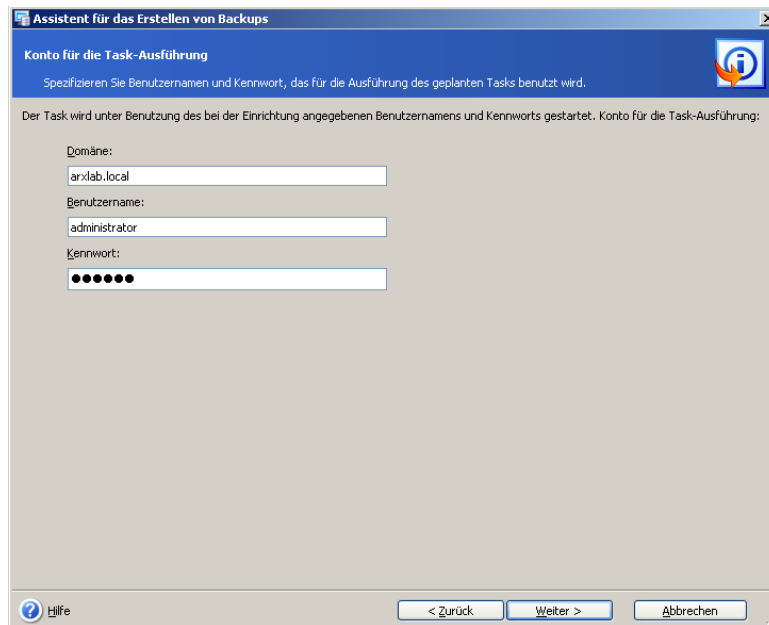 Assistent für das Erstellen von Backups
Konto für die Task-Ausführung
Spezifizieren Sie Benutzernamen und Kennwort, das für die Ausführung des geplanten Tasks benutzt wird.
Der Task wird unter Benutzung des bei der Einrichtung angegebenen Benutzernamens und Kennworts gestartet. Konto für die Task-Ausführung:
Domäne:
arxlab.local
Benutzername:
administrator
Kennwort:
●●●●●●
Hilfe
< Zurück
Weiter >
Abbrechen